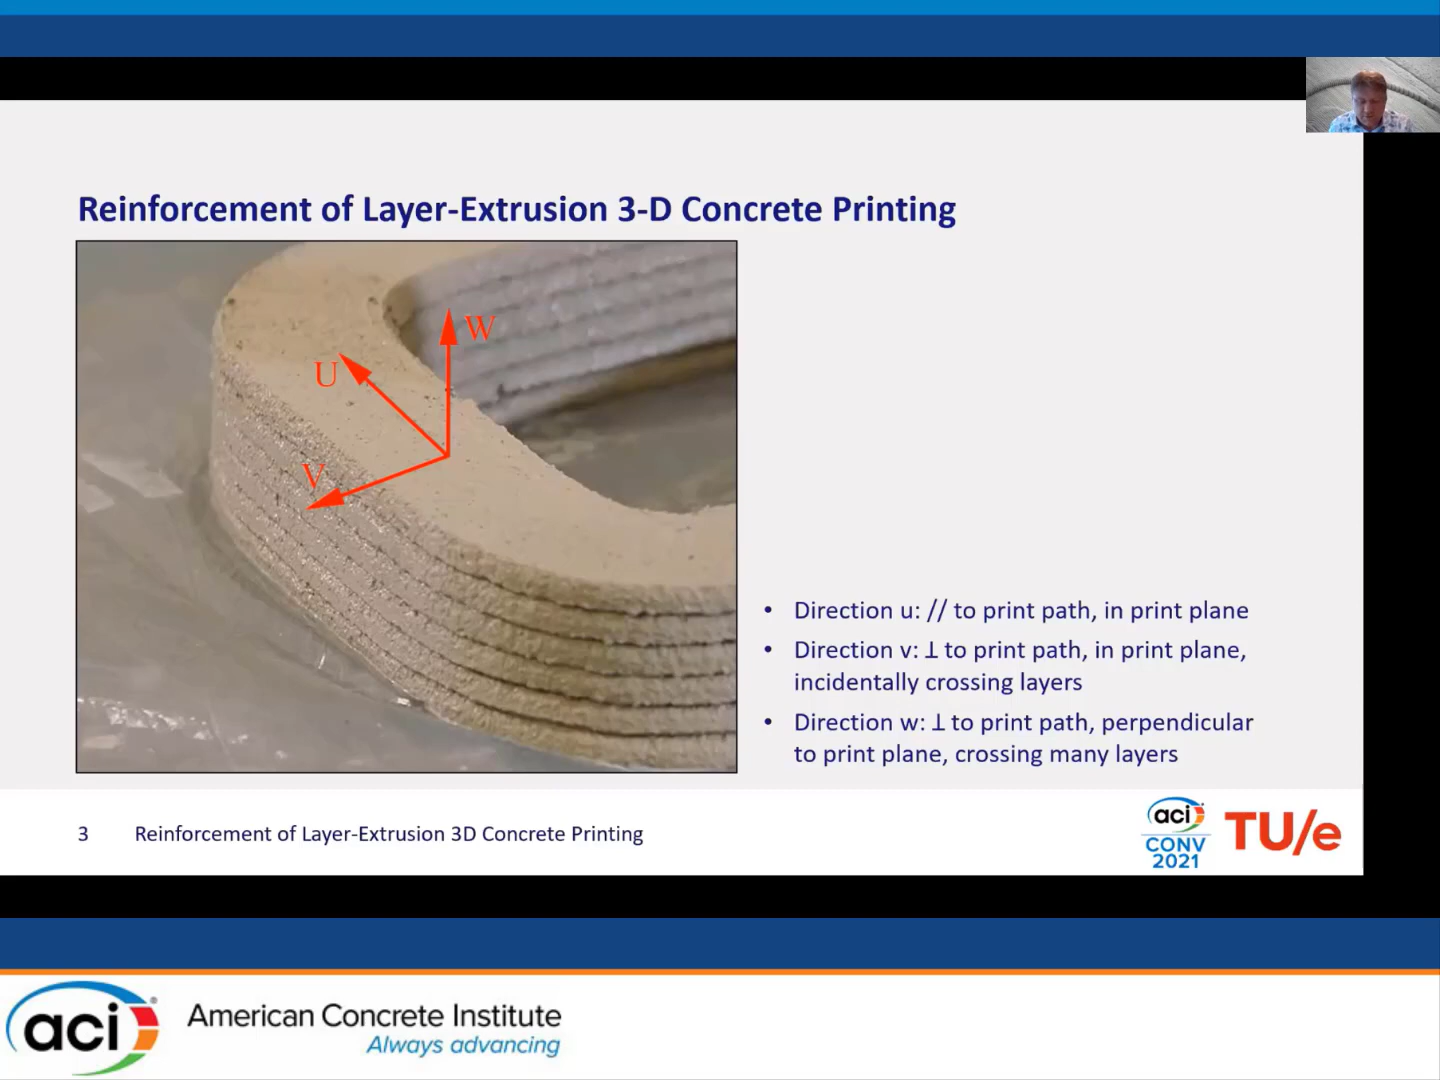 Reinforcement of Layer-Extrusion 3-D Concrete Printing
W
U
V
• Direction u: // to print path, in print plane
• Direction v: ⊥ to print path, in print plane,
incidentally crossing layers
• Direction w: ⊥ to print path, perpendicular
to print plane, crossing many layers
3 Reinforcement of Layer-Extrusion 3D Concrete Printing
aci
CONV
2021
TU/e
aci
American Concrete Institute
Always advancing